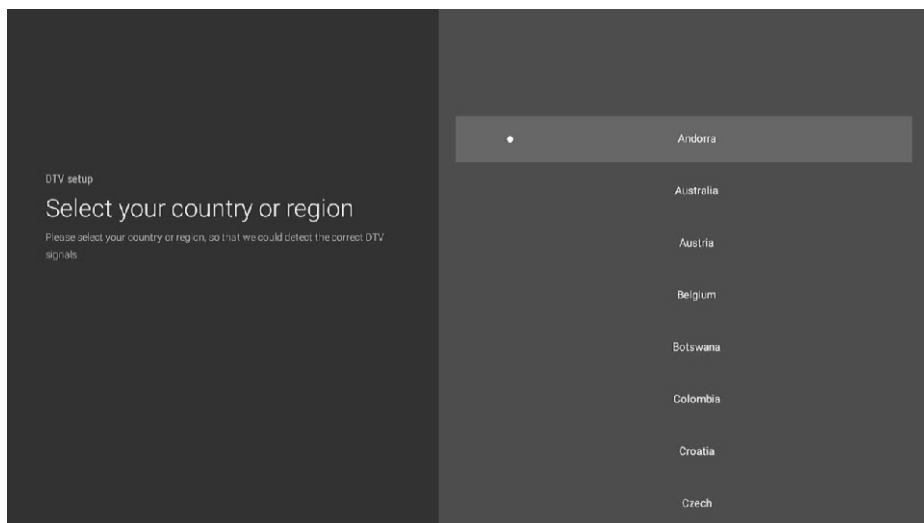 DTV setup
Select your country or region
Please select your country or region, so that we could detect the correct DTV
signals
Andorra
Australia
Austria
Belgium
Botswana
Colombia
Croatia
Czech